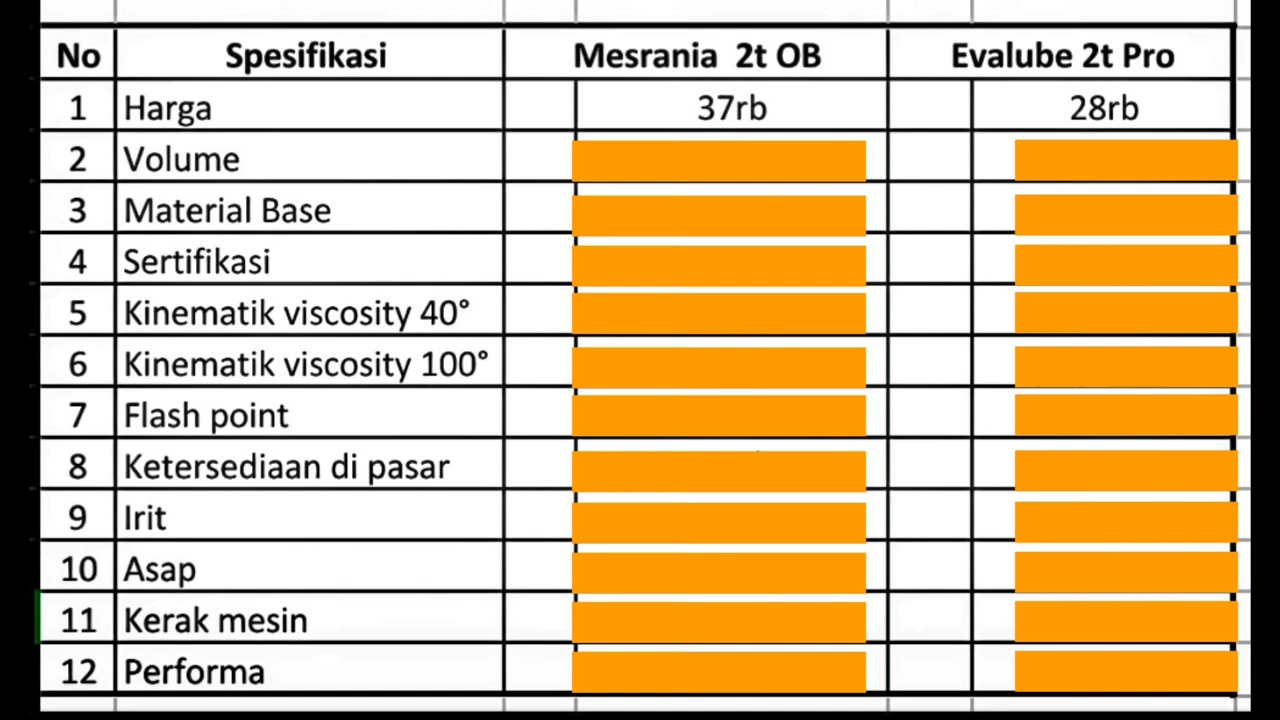 No Spesifikasi Mesrania 2t OB Evalube 2t Pro
1 Harga 37rb 28rb
2 Volume
3 Material Base
4 Sertifikasi
5 Kinematik viscosity 40°
6 Kinematik viscosity 100°
7 Flash point
8 Ketersediaan di pasar
9 Irit
10 Asap
11 Kerak mesin
12 Performa